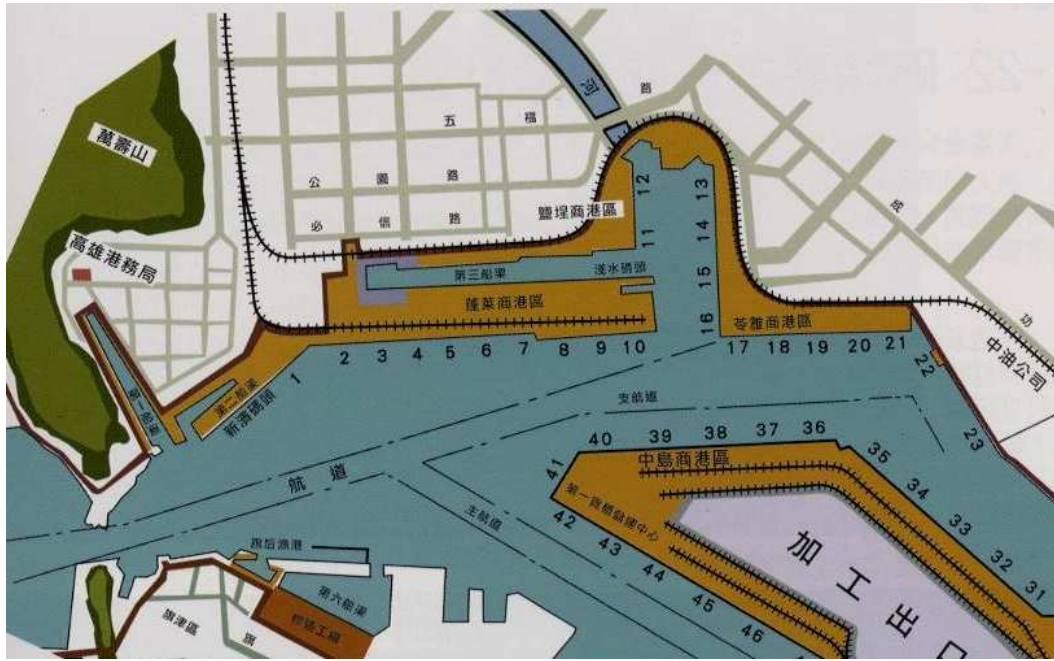 河
路
五 福
公 園 路
必 信 路
萬壽山
高雄港務局
鹽埕商港區
成
功
第三船渠
淺水碼頭
蓬萊商港區
苓雅商港區
中油公司
第一船渠
第二船渠
新濱碼頭
1 2 3 4 5 6 7 8 9 10
11
12
13
14
15
16
17 18 19 20 21
22
23
支航道
航 道
主航道
中島商港區
第一貨櫃儲運中心
40 39 38 37 36
35
34
33
32
31
41
42
43
44
45
46
加工出口
旗后漁港
第六船渠
旗津區
旗